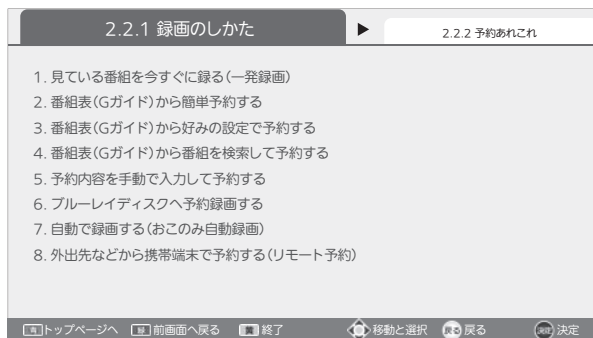 2.2.1 録画のしかた ▶ 2.2.2 予約あれこれ
1. 見ている番組を今すぐに録る(一発録画)
2. 番組表(Gガイド)から簡単予約する
3. 番組表(Gガイド)から好みの設定で予約する
4. 番組表(Gガイド)から番組を検索して予約する
5. 予約内容を手動で入力して予約する
6. ブルーレイディスクへ予約録画する
7. 自動で録画する(おこのみ自動録画)
8. 外出先などから携帯端末で予約する(リモート予約)
青 トップページへ 緑 前画面へ戻る 黄 終了 移動と選択 戻る 戻る 決定 決定